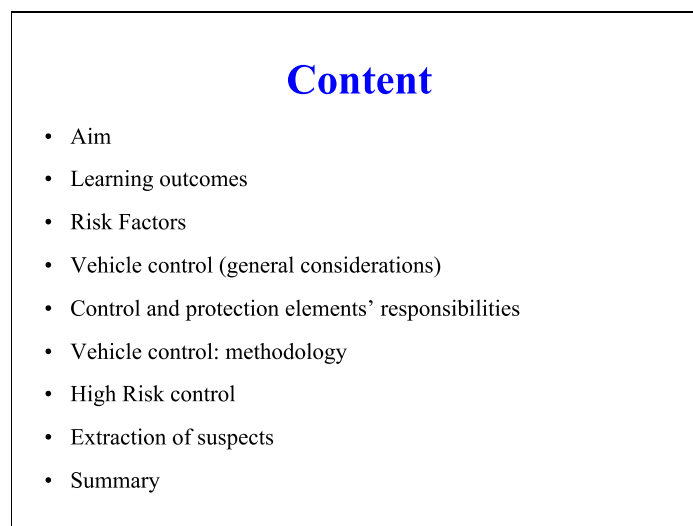 Content
• Aim
• Learning outcomes
• Risk Factors
• Vehicle control (general considerations)
• Control and protection elements’ responsibilities
• Vehicle control: methodology
• High Risk control
• Extraction of suspects
• Summary